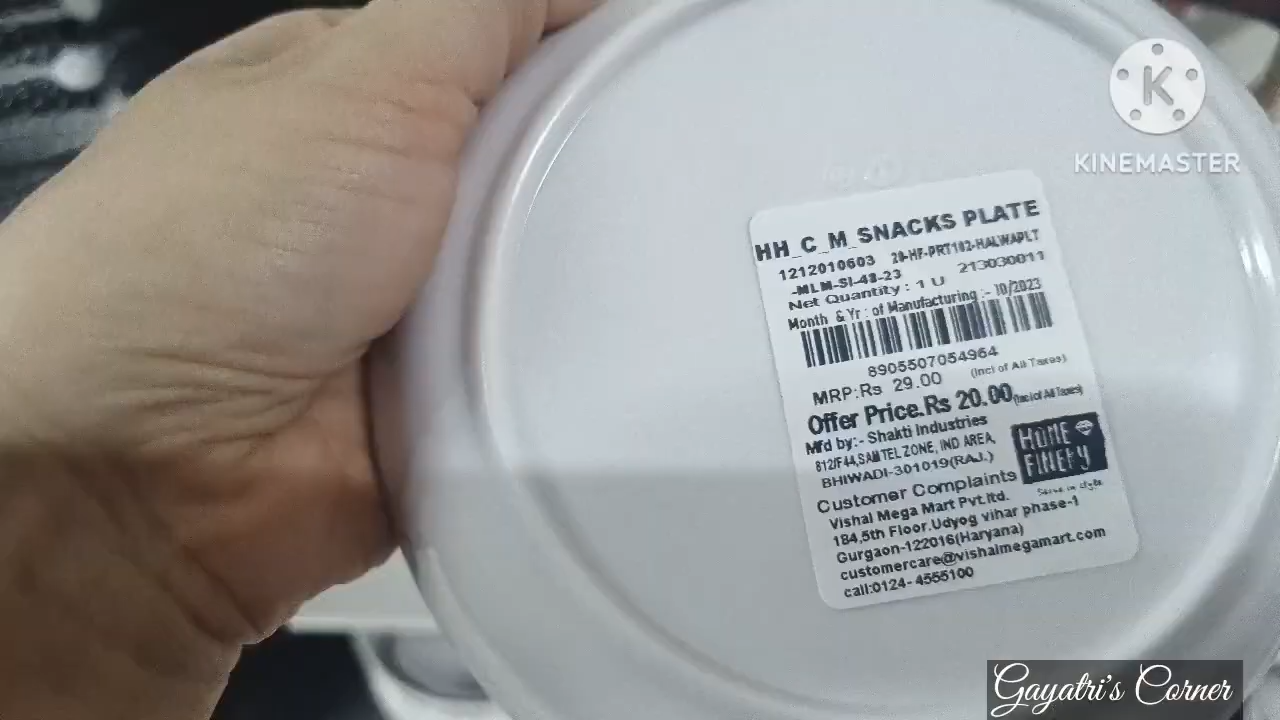 K
KINEMASTER
HH_C_M_SNACKS PLATE
1212010603 28-HF-PRT102-HALWAPLT
-MLM-SI-48-23 213030011
Net Quantity : 1 U
Month & Yr : of Manufacturing :- 10/2023
8905507054964
MRP:Rs 29.00 (Incl of All Taxes)
Offer Price.Rs 20.00(Incl of All Taxes)
Mfd by:- Shakti Industries
812/F44,SAMTEL ZONE, IND AREA,
BHIWADI-301019(RAJ.)
HOME
FINERY
Serve in style
Customer Complaints
Vishal Mega Mart Pvt.ltd.
184,5th Floor.Udyog vihar phase-1
Gurgaon-122016(Haryana)
customercare@vishalmegamart.com
call:0124-4555100
Gayatri's Corner